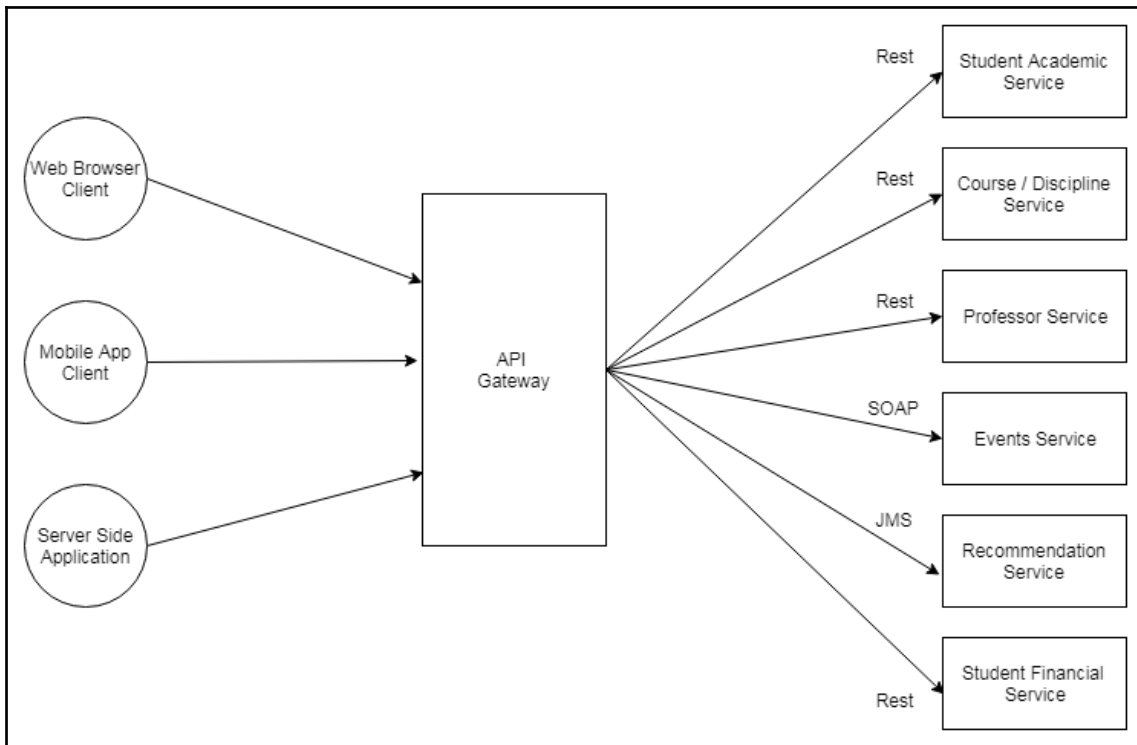 Web Browser
Client
Mobile App
Client
Server Side
Application
API
Gateway
Rest
Student Academic
Service
Rest
Course / Discipline
Service
Rest
Professor Service
SOAP
Events Service
JMS
Recommendation
Service
Rest
Student Financial
Service